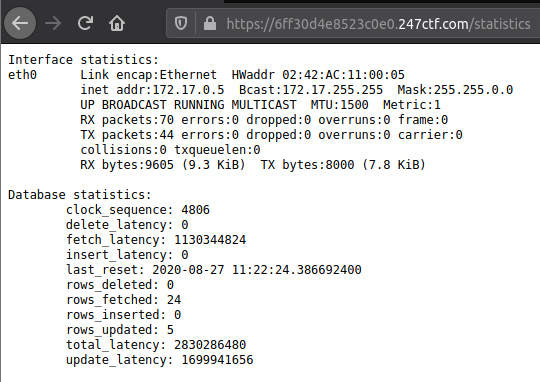 https://6ff30d4e8523c0e0.247ctf.com/statistics
Interface statistics:
eth0      Link encap:Ethernet  HWaddr 02:42:AC:11:00:05
          inet addr:172.17.0.5  Bcast:172.17.255.255  Mask:255.255.0.0
          UP BROADCAST RUNNING MULTICAST  MTU:1500  Metric:1
          RX packets:70 errors:0 dropped:0 overruns:0 frame:0
          TX packets:44 errors:0 dropped:0 overruns:0 carrier:0
          collisions:0 txqueuelen:0
          RX bytes:9605 (9.3 KiB)  TX bytes:8000 (7.8 KiB)
Database statistics:
        clock_sequence: 4806
        delete_latency: 0
        fetch_latency: 1130344824
        insert_latency: 0
        last_reset: 2020-08-27 11:22:24.386692400
        rows_deleted: 0
        rows_fetched: 24
        rows_inserted: 0
        rows_updated: 5
        total_latency: 2830286480
        update_latency: 1699941656